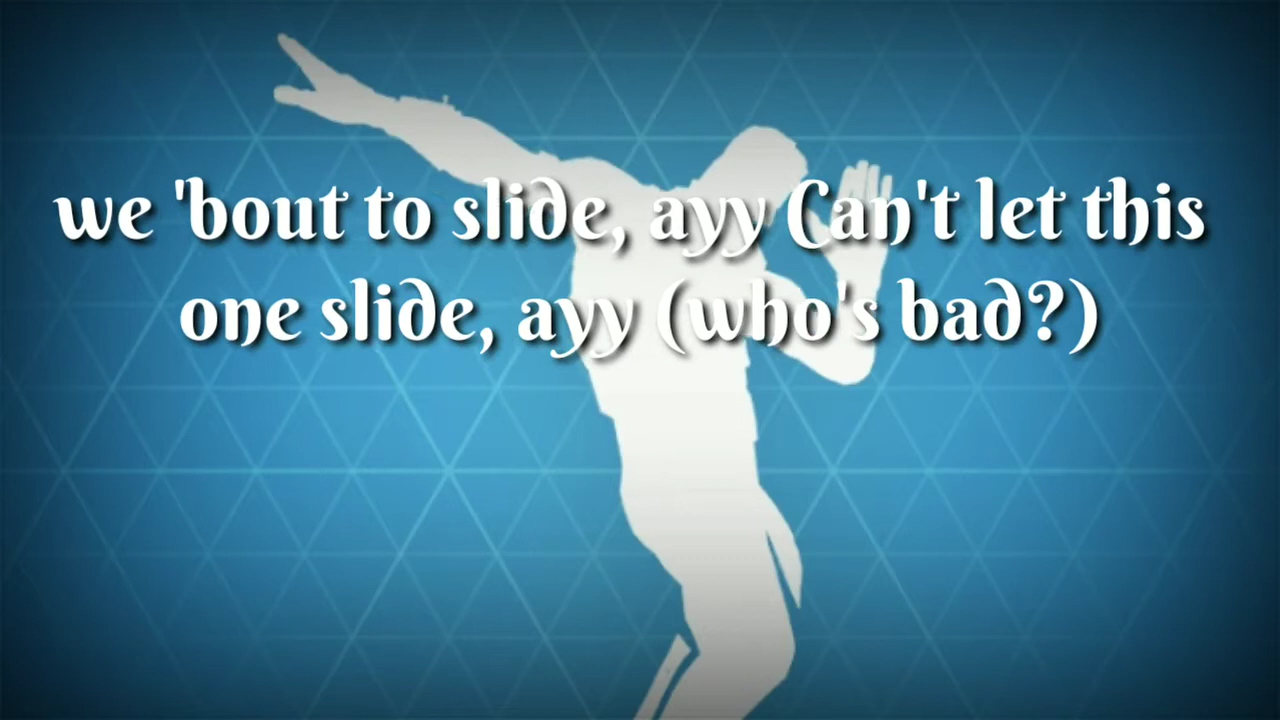 we 'bout to slide, ayy Can't let this
one slide, ayy (who's bad?)